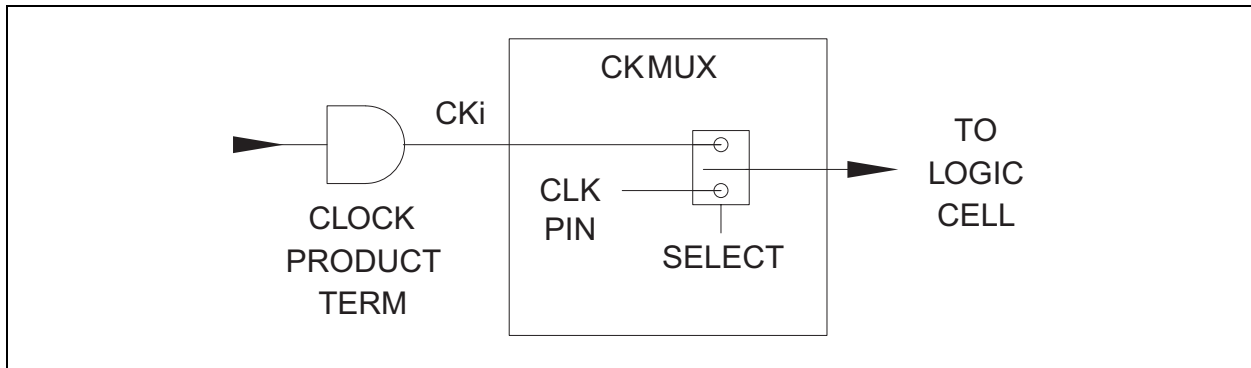 CKMUX
CKi
TO
LOGIC
CELL
CLK
PIN
CLOCK
PRODUCT
TERM
SELECT